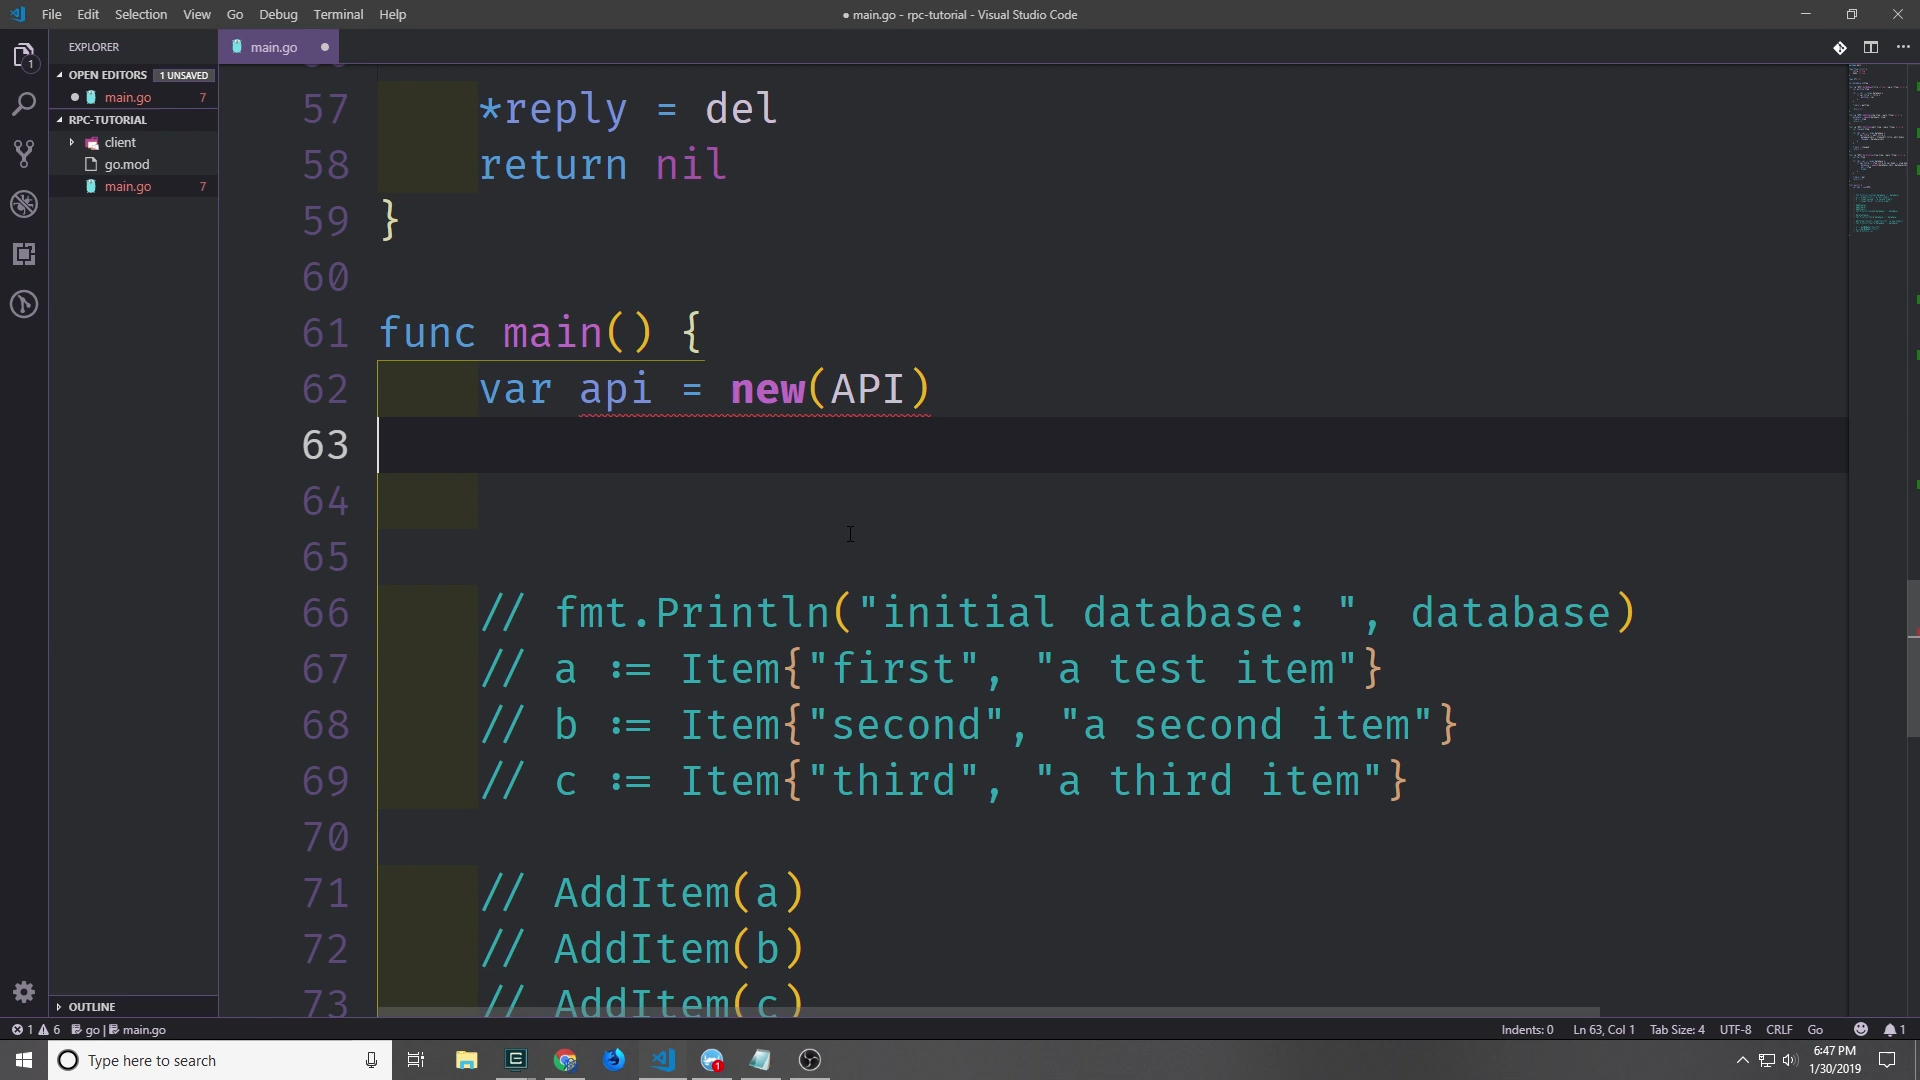 File Edit Selection View Go Debug Terminal Help
● main.go - rpc-tutorial - Visual Studio Code
EXPLORER
main.go
1
OPEN EDITORS 1 UNSAVED
main.go 7
RPC-TUTORIAL
client
go.mod
main.go 7
57 *reply = del
58 return nil
59 }
60
61 func main() {
62 var api = new(API)
63
64
65
66 // fmt.Println("initial database: ", database)
67 // a := Item{"first", "a test item"}
68 // b := Item{"second", "a second item"}
69 // c := Item{"third", "a third item"}
70
71 // AddItem(a)
72 // AddItem(b)
73 // AddItem(c)
OUTLINE
1 6 go | main.go
Indents: 0 Ln 63, Col 1 Tab Size: 4 UTF-8 CRLF Go 1
Type here to search
1
6:47 PM
1/30/2019